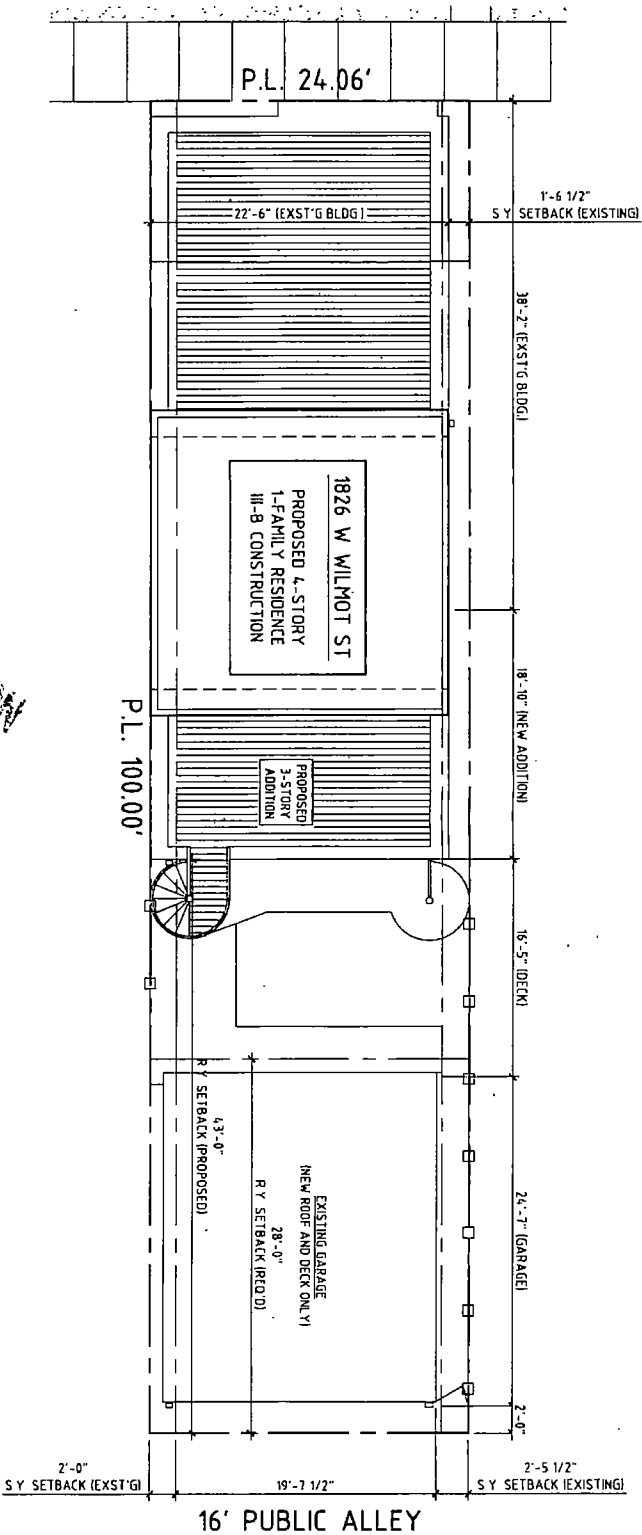 P.L. 24.06'
1'-6 1/2"
S Y SETBACK (EXISTING)
22'-6" (EXST'G BLDG)
38'-2" (EXST'G BLDG.)
1826 W WILMOT ST
PROPOSED 4-STORY
1-FAMILY RESIDENCE
III-B CONSTRUCTION
18'-10" (NEW ADDITION)
P.L. 100.00'
PROPOSED
3-STORY
ADDITION
16'-5" (DECK)
43'-0"
R Y SETBACK (PROPOSED)
28'-0"
R Y SETBACK (REQ'D)
EXISTING GARAGE
(NEW ROOF AND DECK ONLY)
24'-7" (GARAGE)
2'-0"
2'-0"
S Y SETBACK (EXST'G)
19'-7 1/2"
2'-5 1/2"
S Y SETBACK (EXISTING)
16' PUBLIC ALLEY